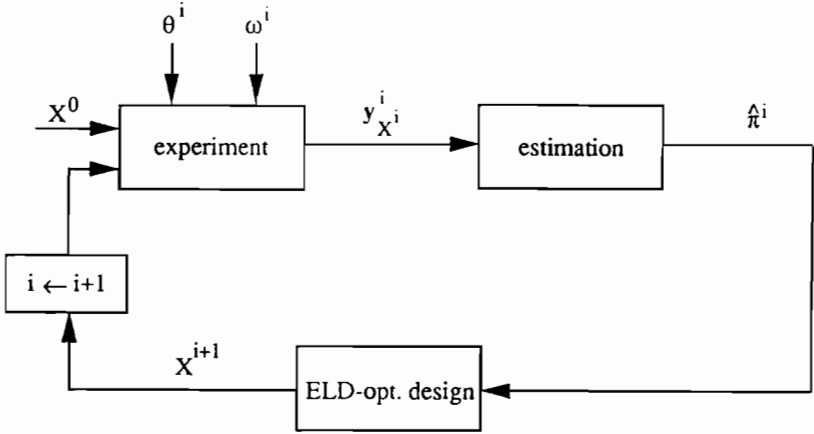 θ^i ω^i
X^0
experiment
y^i_{X^i}
estimation
π̂^i
i ← i+1
X^{i+1}
ELD-opt. design